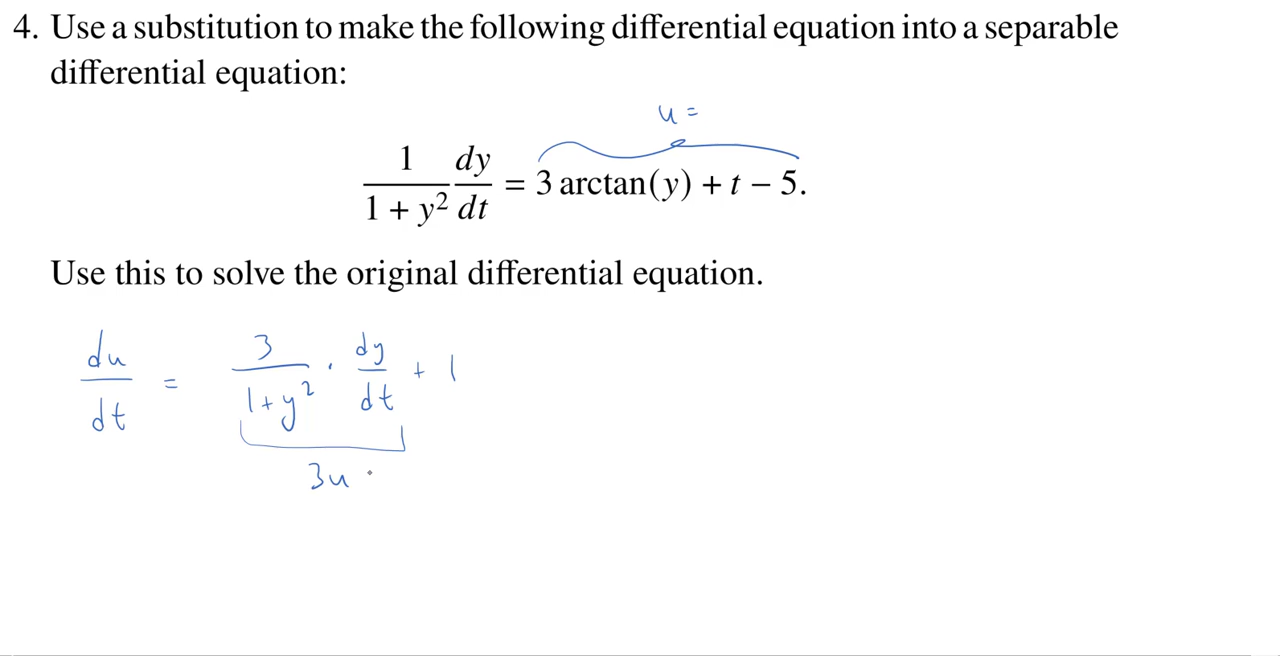 4. Use a substitution to make the following differential equation into a separable
differential equation:
u =
1/(1 + y²) dy/dt = 3 arctan(y) + t − 5.
Use this to solve the original differential equation.
du/dt = 3/(1+y²) · dy/dt + 1
3u